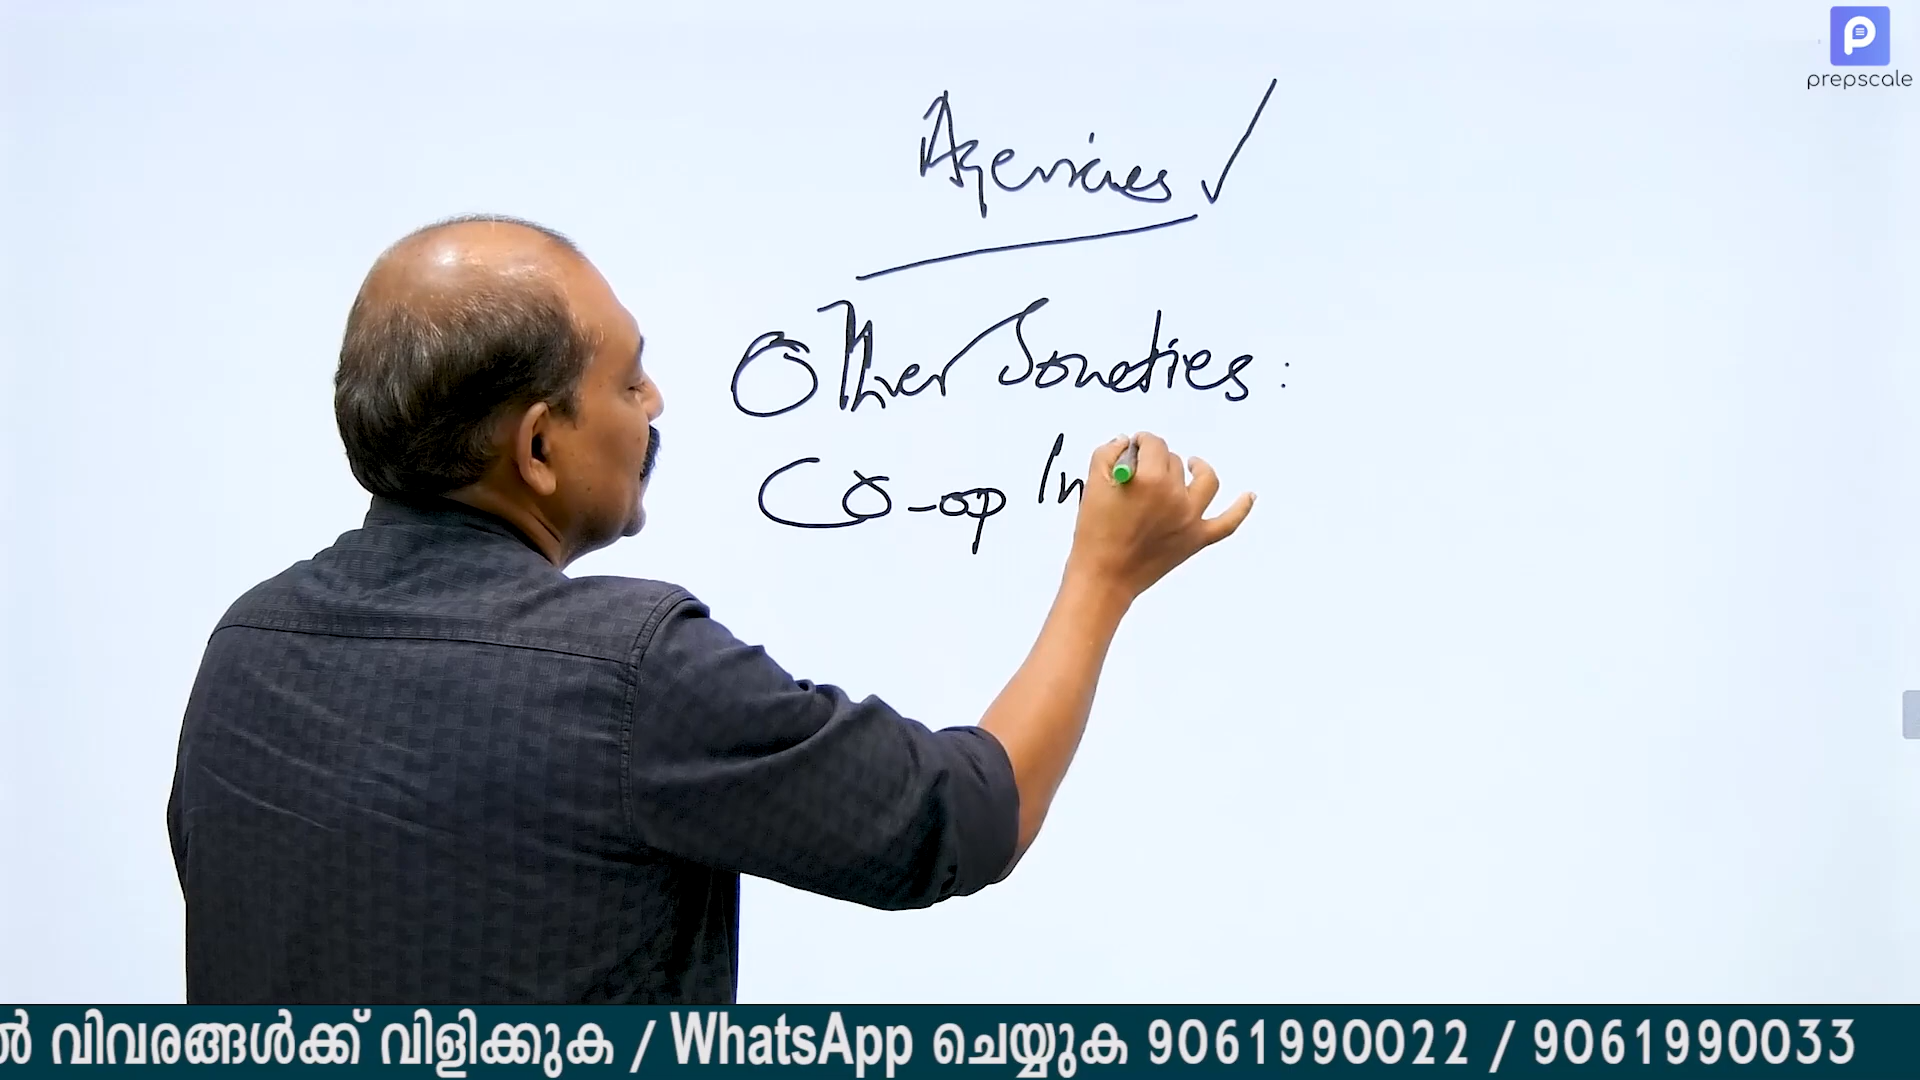 prepscale
Agencies
Other Societies:
Co-op In
ൽ വിവരങ്ങൾക്ക് വിളിക്കുക / WhatsApp ചെയ്യുക 9061990022 / 9061990033